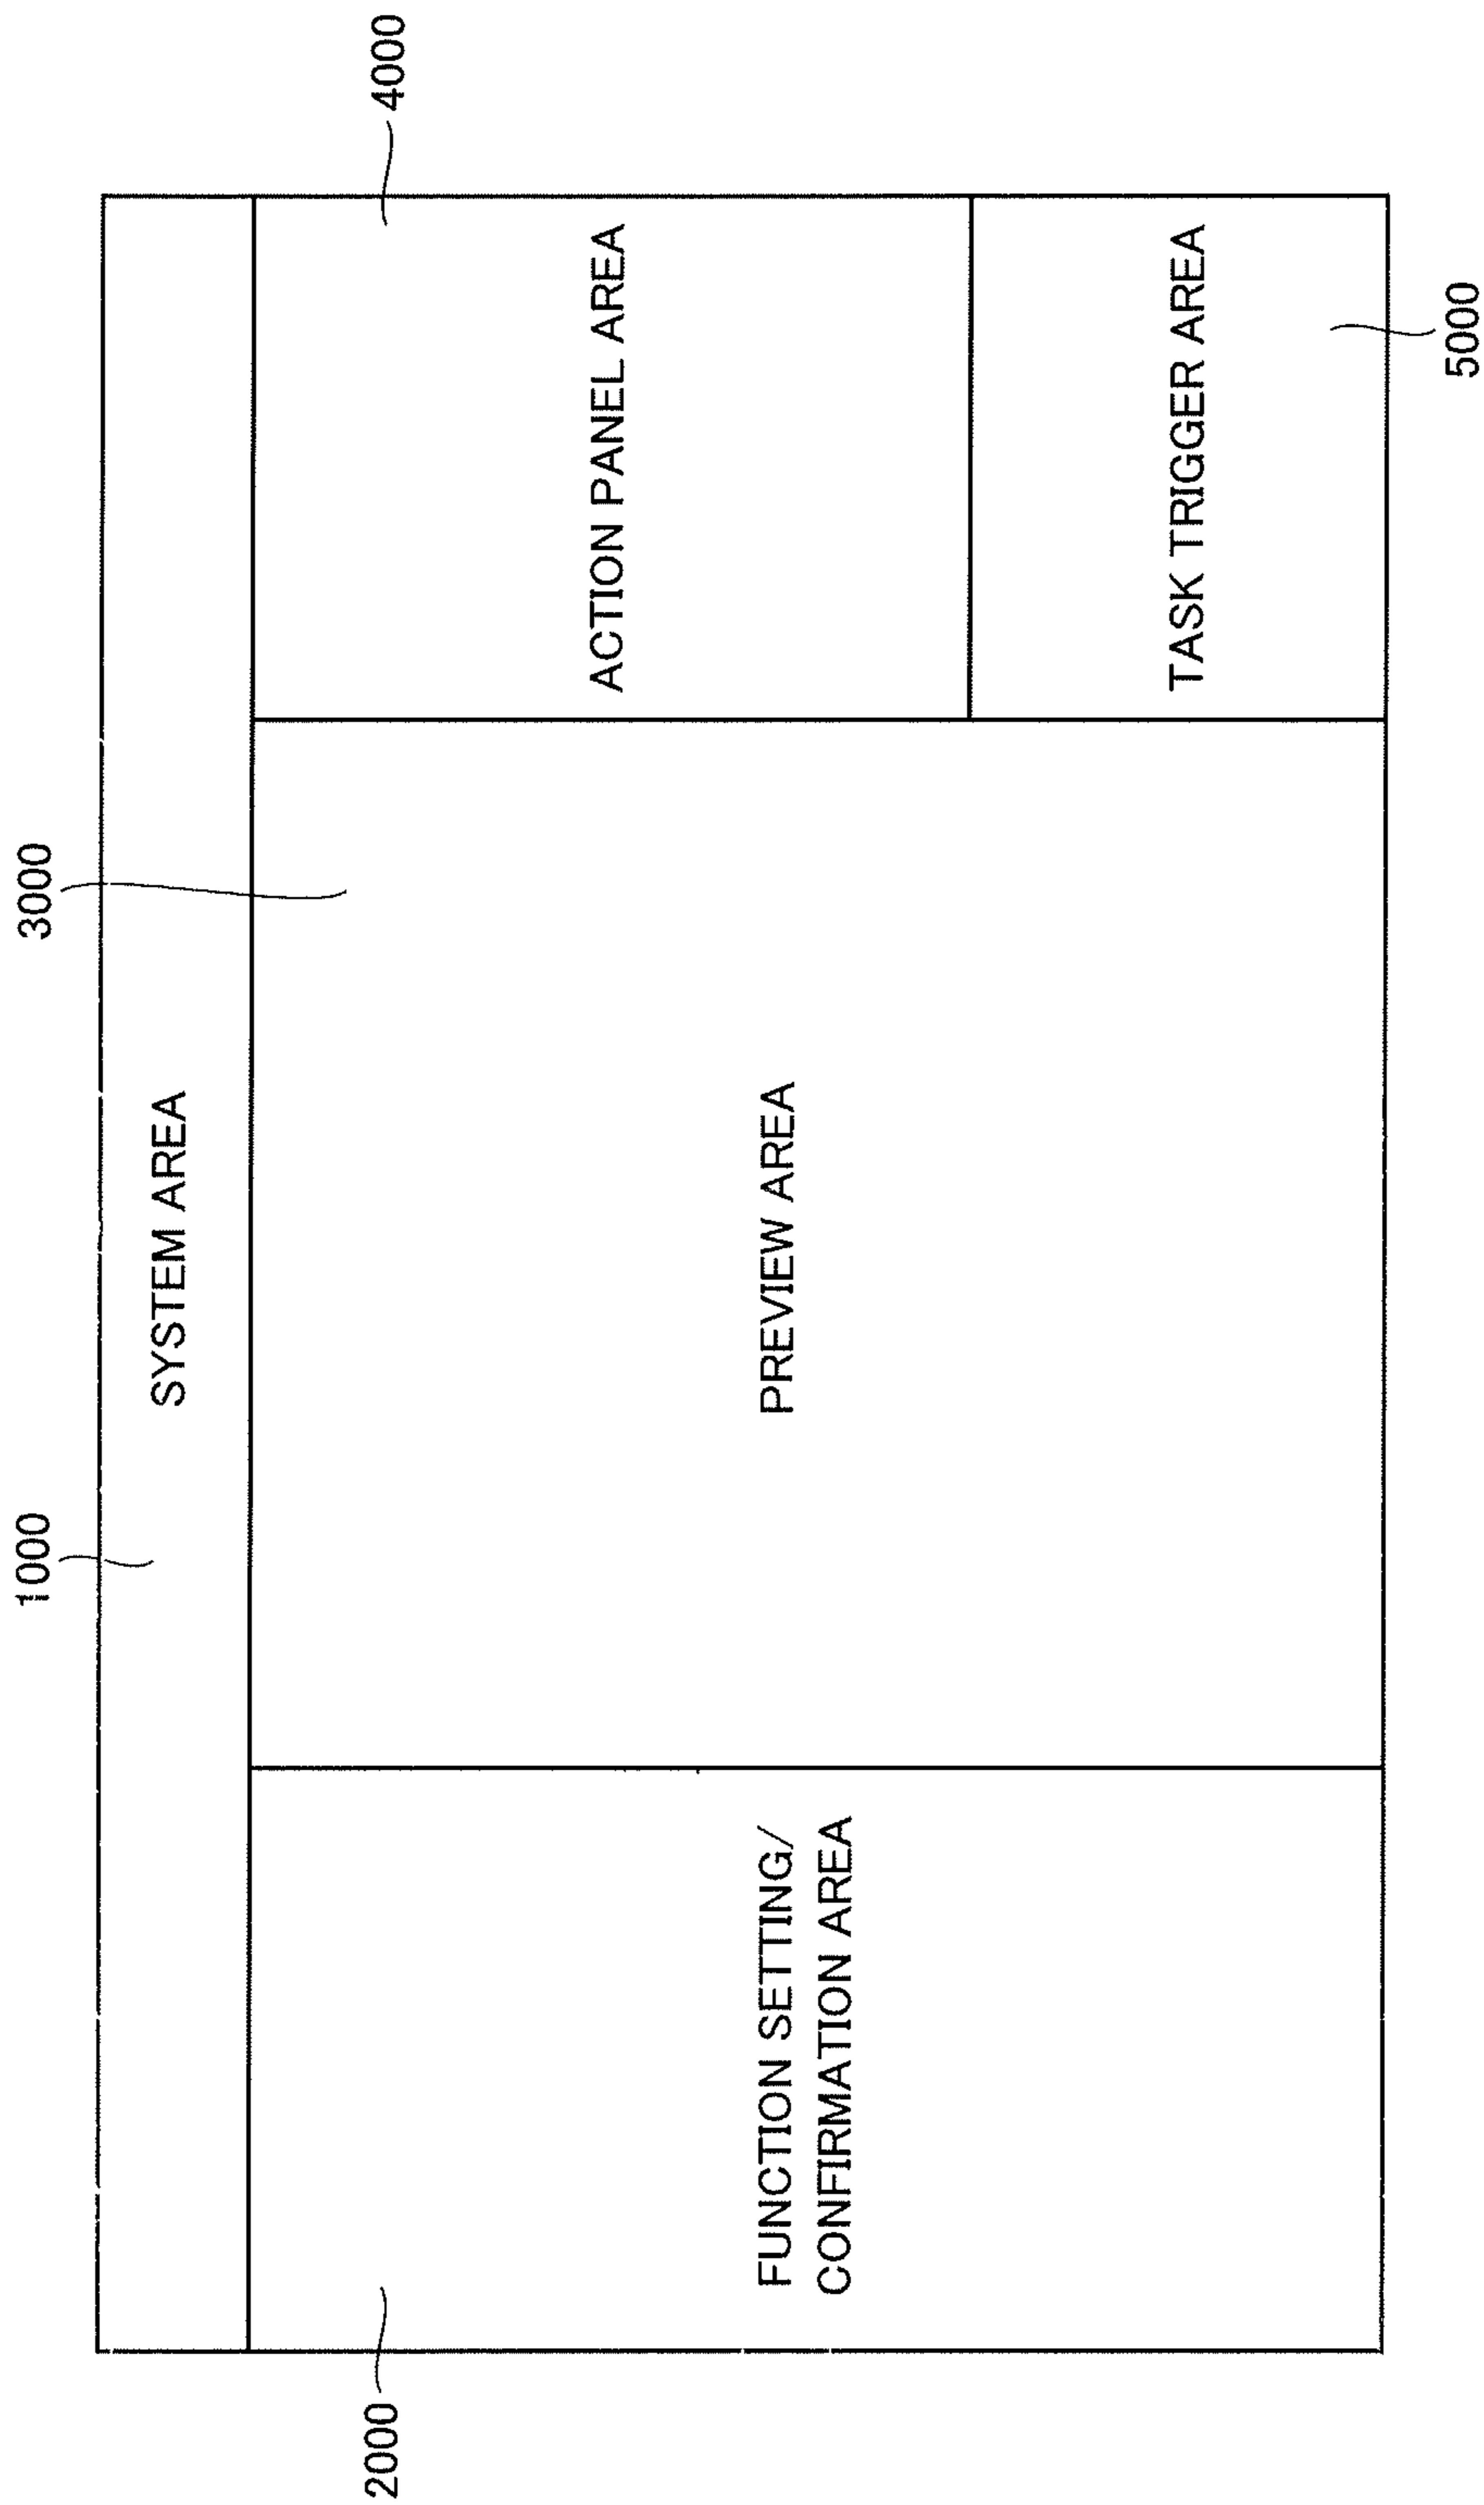 1000
3000
SYSTEM AREA
2000
4000
FUNCTION SETTING/
CONFIRMATION AREA
PREVIEW AREA
ACTION PANEL AREA
TASK TRIGGER AREA
5000